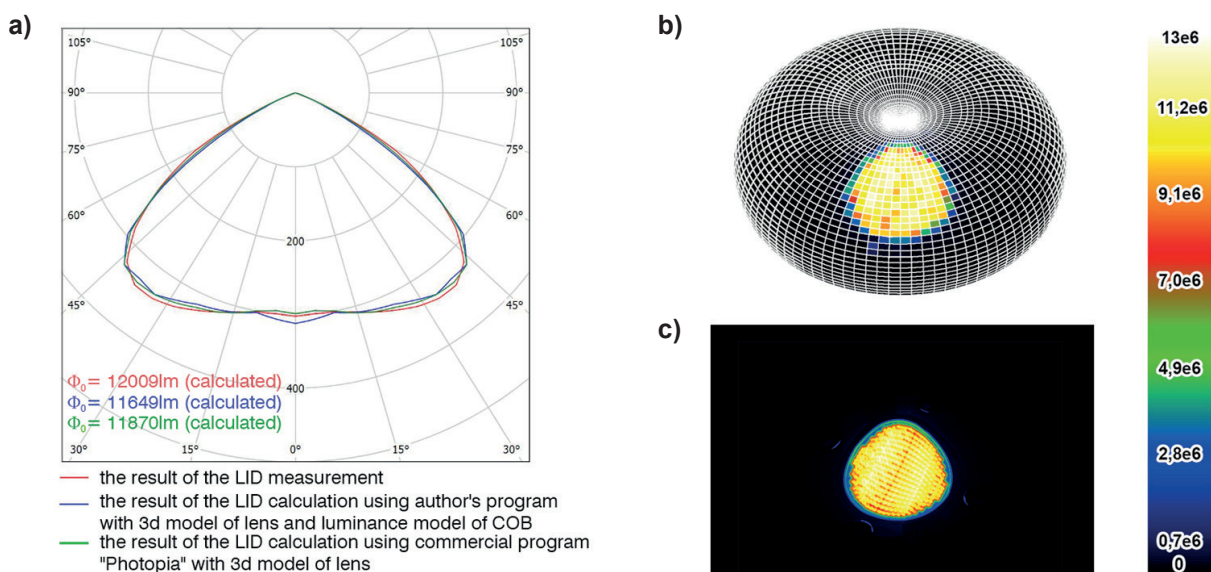 a)
105°
105°
90°
90°
75°
75°
60°
60°
200
45°
45°
Φ₀= 12009lm (calculated)
Φ₀= 11649lm (calculated)
400
Φ₀= 11870lm (calculated)
30°
15°
0°
15°
30°
the result of the LID measurement
the result of the LID calculation using author's program
with 3d model of lens and luminance model of COB
the result of the LID calculation using commercial program
"Photopia" with 3d model of lens
b)
c)
13e6
11,2e6
9,1e6
7,0e6
4,9e6
2,8e6
0,7e6
0